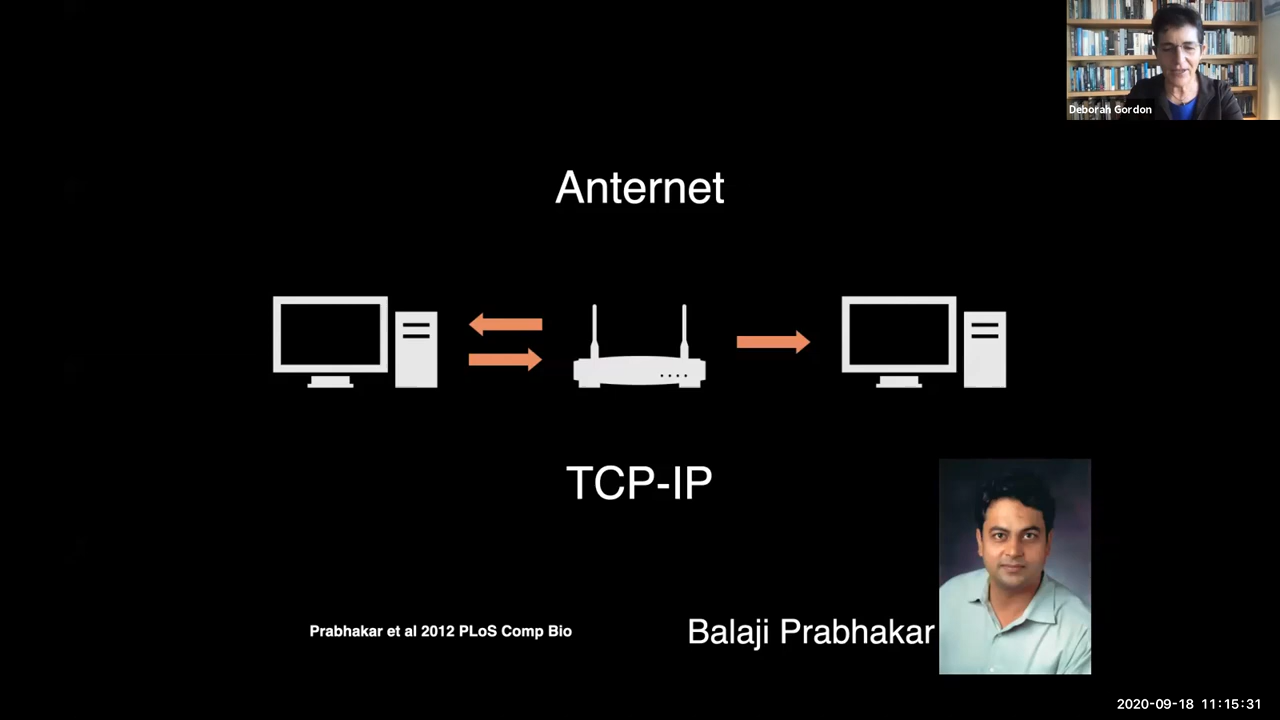 Deborah Gordon
Anternet
TCP-IP
Prabhakar et al 2012 PLoS Comp Bio
Balaji Prabhakar
2020-09-18 11:15:31